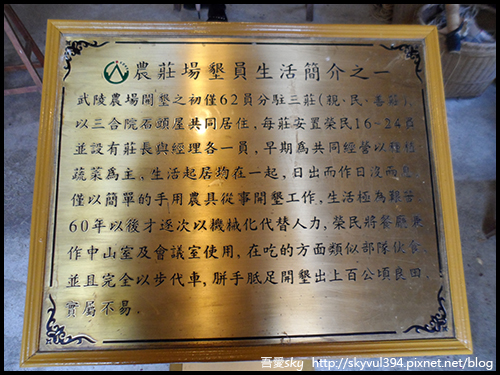 農莊場墾員生活簡介之一
武陵農場開墾之初僅62員分駐三莊(親、民、善莊),
以三合院石頭屋共同居住,每莊安置榮民16~24員
並設有莊長與經理各一員,早期為共同經營以種植
蔬菜為主、生活起居均在一起,日出而作日沒而息
僅以簡單的手用農具從事開墾工作,生活極為艱苦
60年以後才逐次以機械化代替人力,榮民將餐廳兼
作中山室及會議室使用,在吃的方面類似部隊伙食
並且完全以步代車,胼手胝足開墾出上百公頃良田,
實屬不易.
吾愛sky http://skyvul394.pixnet.net/blog